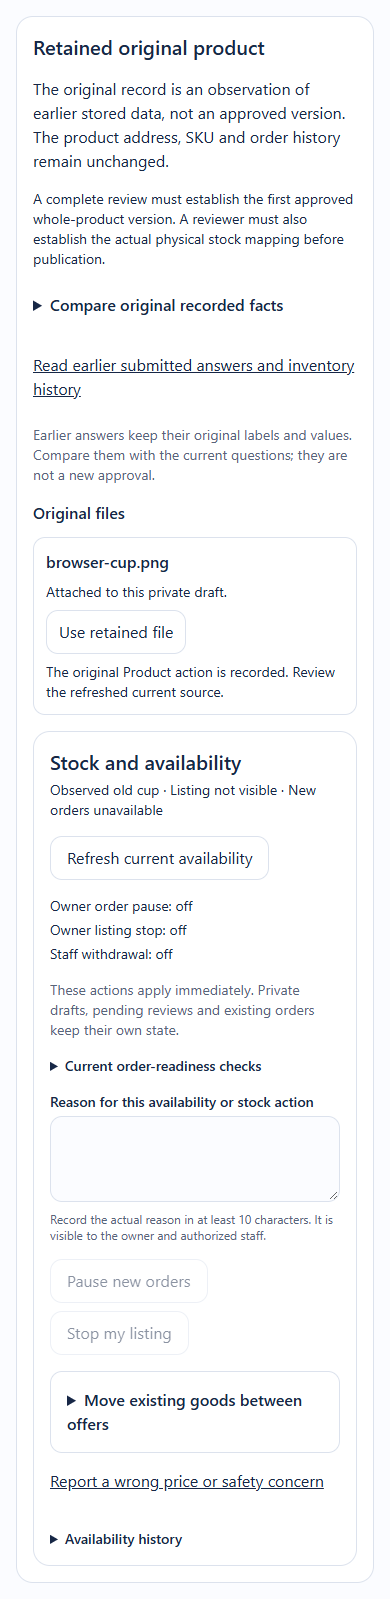 Retained original product
The original record is an observation of
earlier stored data, not an approved version.
The product address, SKU and order history
remain unchanged.
A complete review must establish the first approved
whole-product version. A reviewer must also
establish the actual physical stock mapping before
publication.
Compare original recorded facts
Read earlier submitted answers and inventory
history
Earlier answers keep their original labels and values.
Compare them with the current questions; they are
not a new approval.
Original files
browser-cup.png
Attached to this private draft.
Use retained file
The original Product action is recorded. Review
the refreshed current source.
Stock and availability
Observed old cup · Listing not visible · New
orders unavailable
Refresh current availability
Owner order pause: off
Owner listing stop: off
Staff withdrawal: off
These actions apply immediately. Private
drafts, pending reviews and existing orders
keep their own state.
Current order-readiness checks
Reason for this availability or stock action
Record the actual reason in at least 10 characters. It is
visible to the owner and authorized staff.
Pause new orders
Stop my listing
Move existing goods between
offers
Report a wrong price or safety concern
Availability history